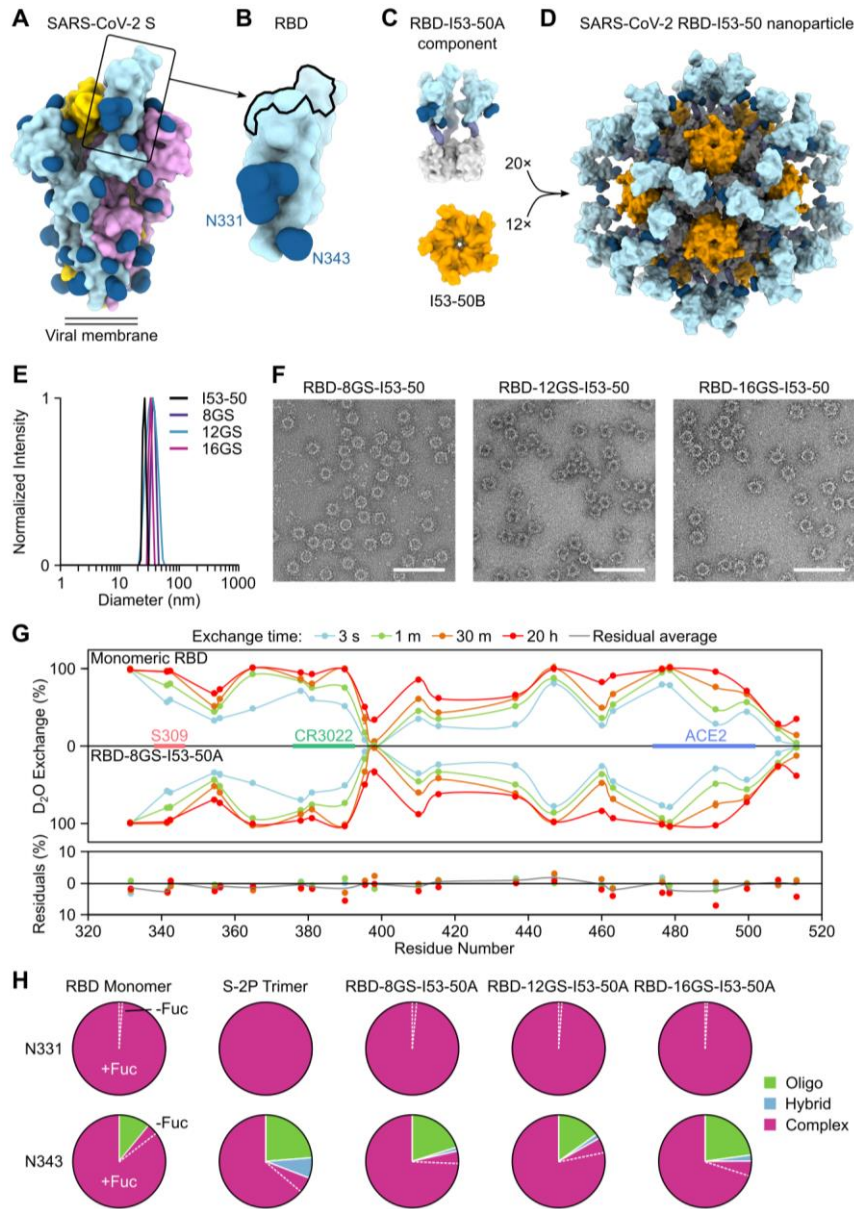 A
SARS-CoV-2 S
Viral membrane
B
RBD
N331
N343
C
RBD-I53-50A
component
20×
12×
I53-50B
D
SARS-CoV-2 RBD-I53-50 nanoparticle
E
Normalized Intensity
1
0
I53-50
8GS
12GS
16GS
1 10 100 1000
Diameter (nm)
F
RBD-8GS-I53-50
RBD-12GS-I53-50
RBD-16GS-I53-50
G
Exchange time: 3 s 1 m 30 m 20 h Residual average
D₂O Exchange (%)
100
Monomeric RBD
S309
CR3022
ACE2
0
RBD-8GS-I53-50A
100
Residuals (%)
10
0
10
320 340 360 380 400 420 440 460 480 500 520
Residue Number
H
RBD Monomer
S-2P Trimer
RBD-8GS-I53-50A
RBD-12GS-I53-50A
RBD-16GS-I53-50A
N331
-Fuc
+Fuc
N343
-Fuc
+Fuc
Oligo
Hybrid
Complex